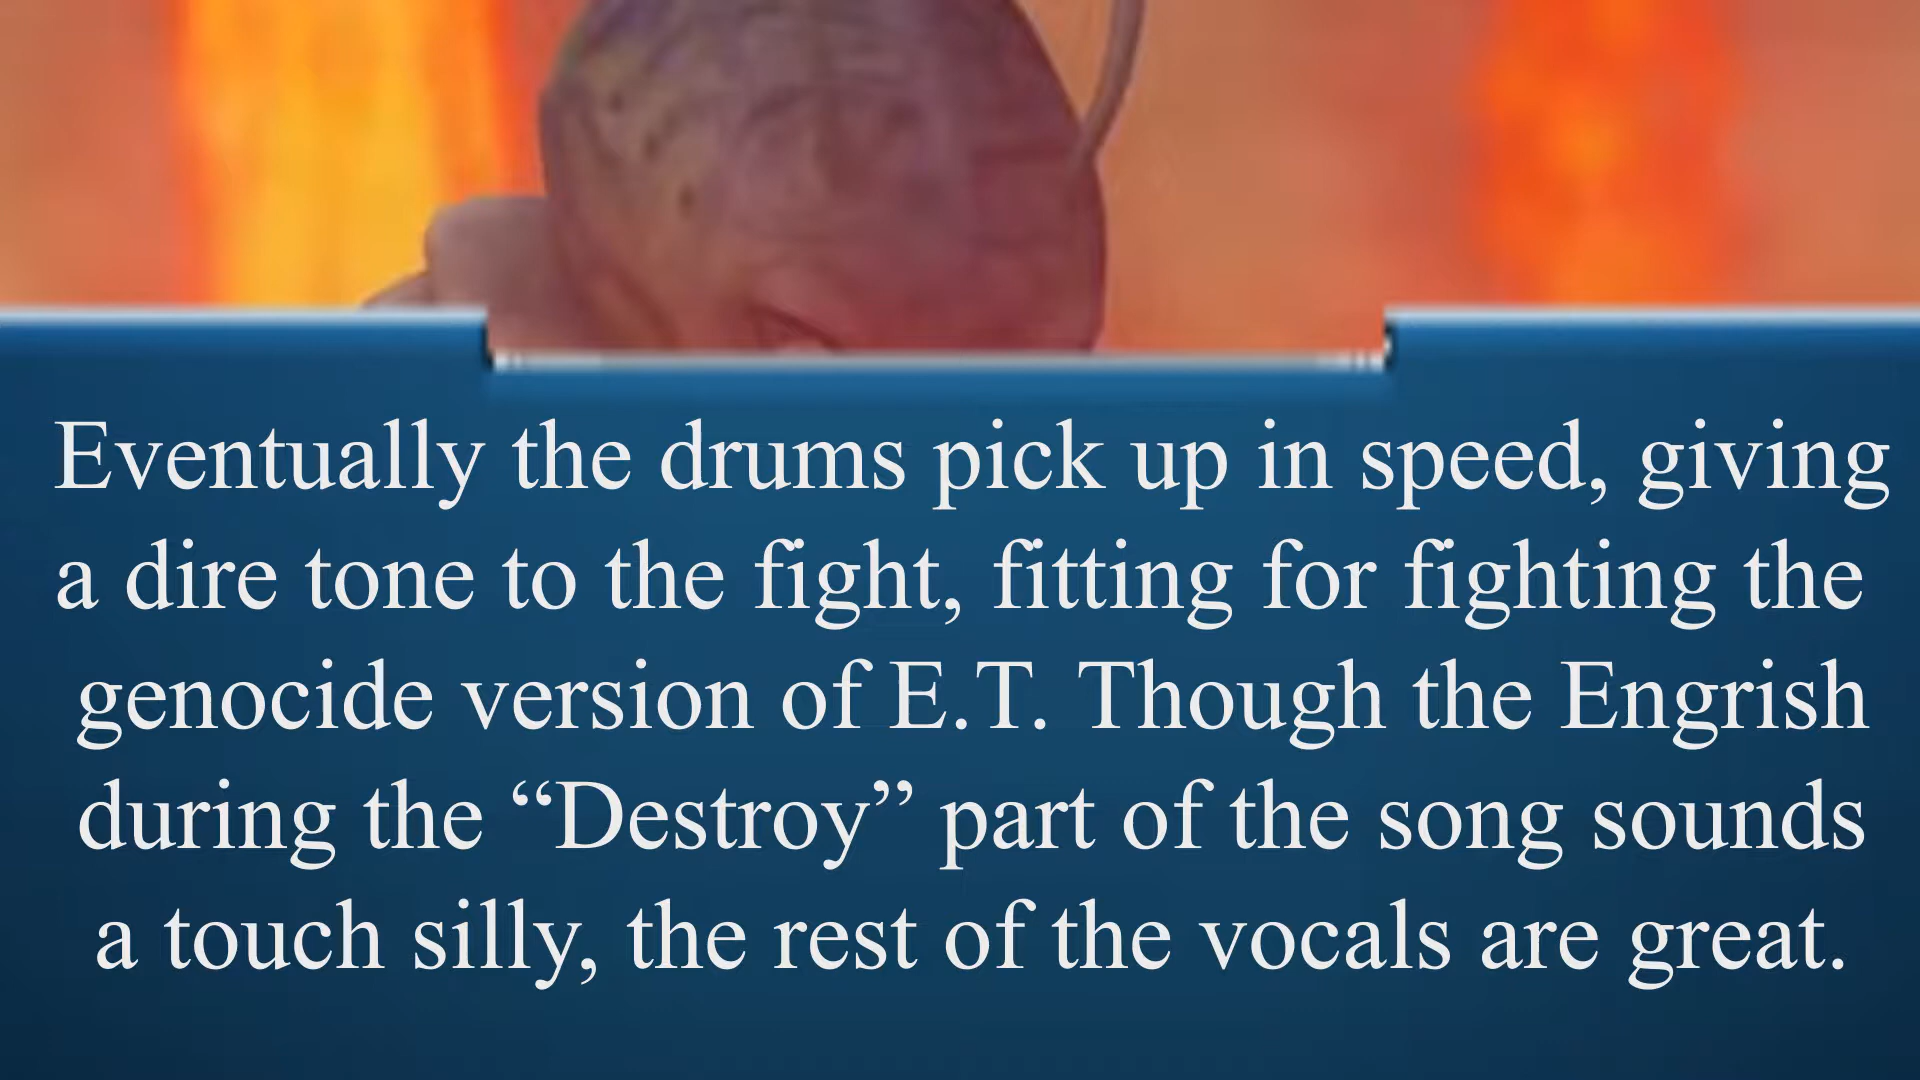 Eventually the drums pick up in speed, giving
a dire tone to the fight, fitting for fighting the
genocide version of E.T. Though the Engrish
during the “Destroy” part of the song sounds
a touch silly, the rest of the vocals are great.